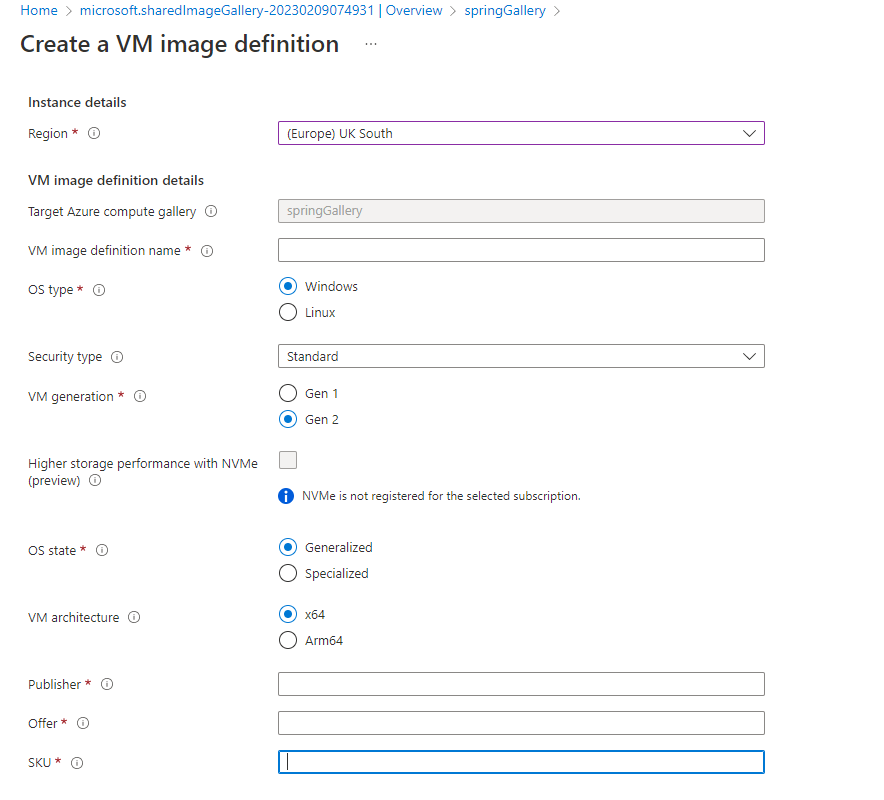 Home > microsoft.sharedImageGallery-20230209074931 | Overview > springGallery >
Create a VM image definition ...
Instance details
Region *
(Europe) UK South
VM image definition details
Target Azure compute gallery
springGallery
VM image definition name *
OS type *
Windows
Linux
Security type
Standard
VM generation *
Gen 1
Gen 2
Higher storage performance with NVMe
(preview)
NVMe is not registered for the selected subscription.
OS state *
Generalized
Specialized
VM architecture
x64
Arm64
Publisher *
Offer *
SKU *